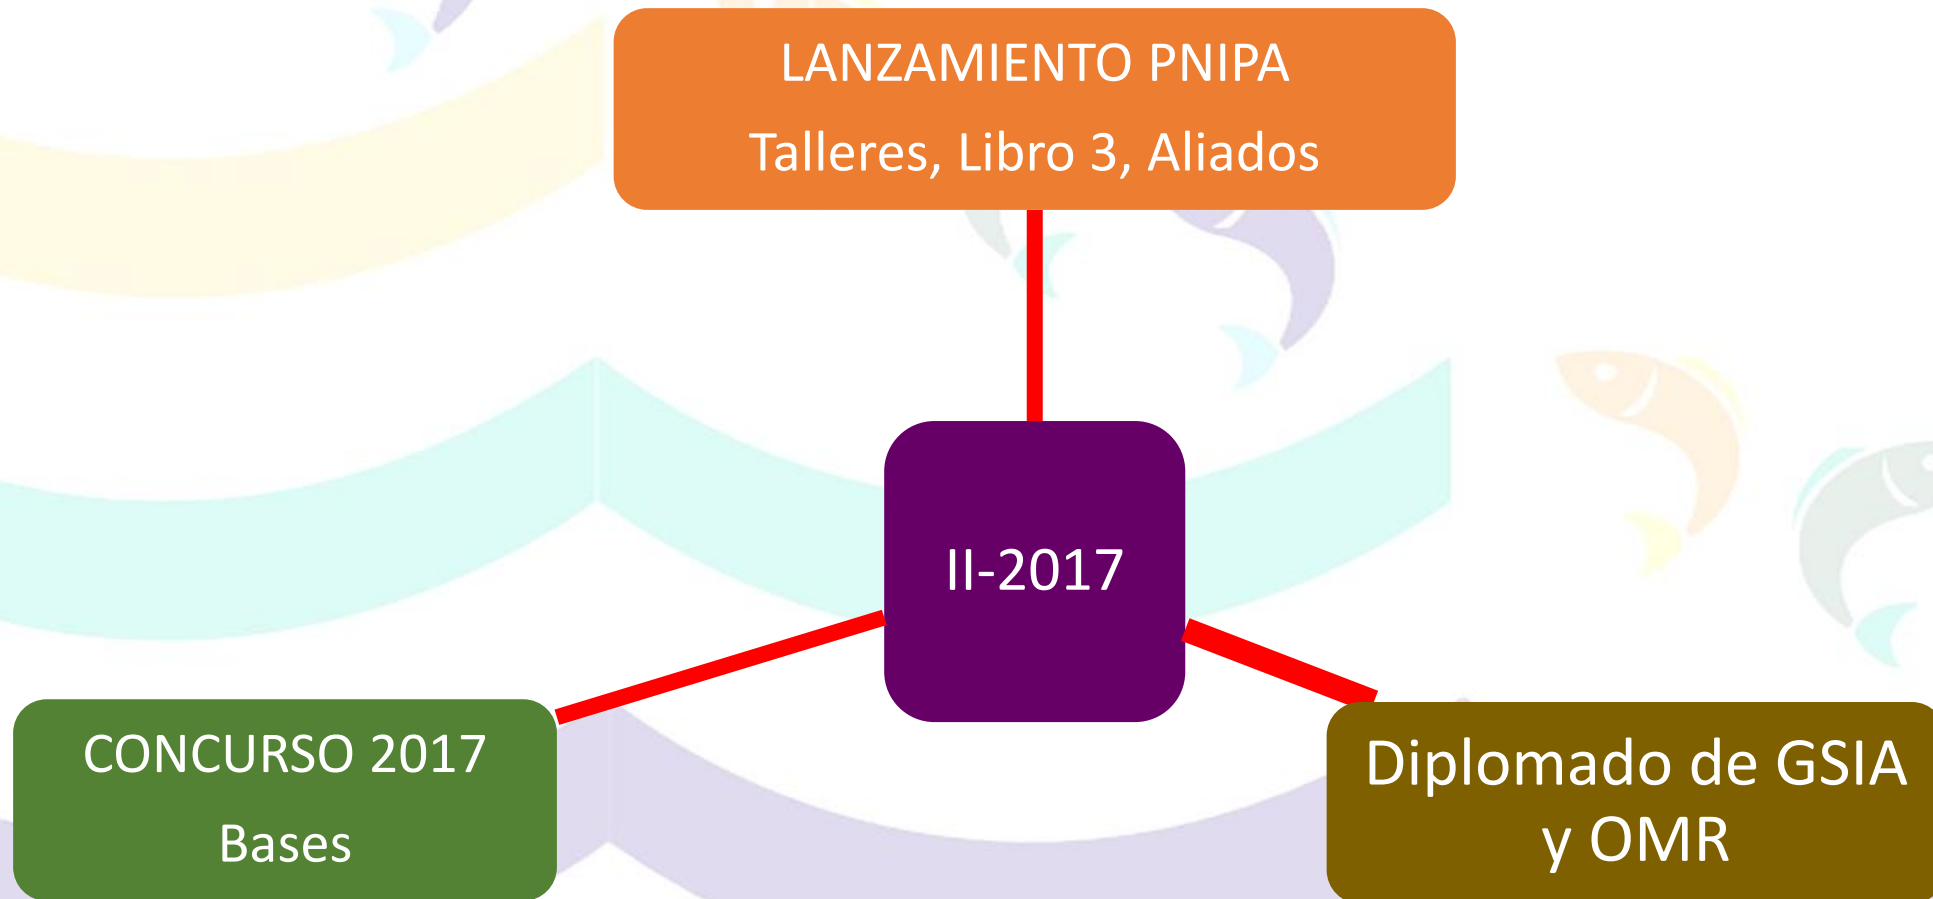 LANZAMIENTO PNIPA
Talleres, Libro 3, Aliados
II-2017
CONCURSO 2017
Bases
Diplomado de GSIA
y OMR